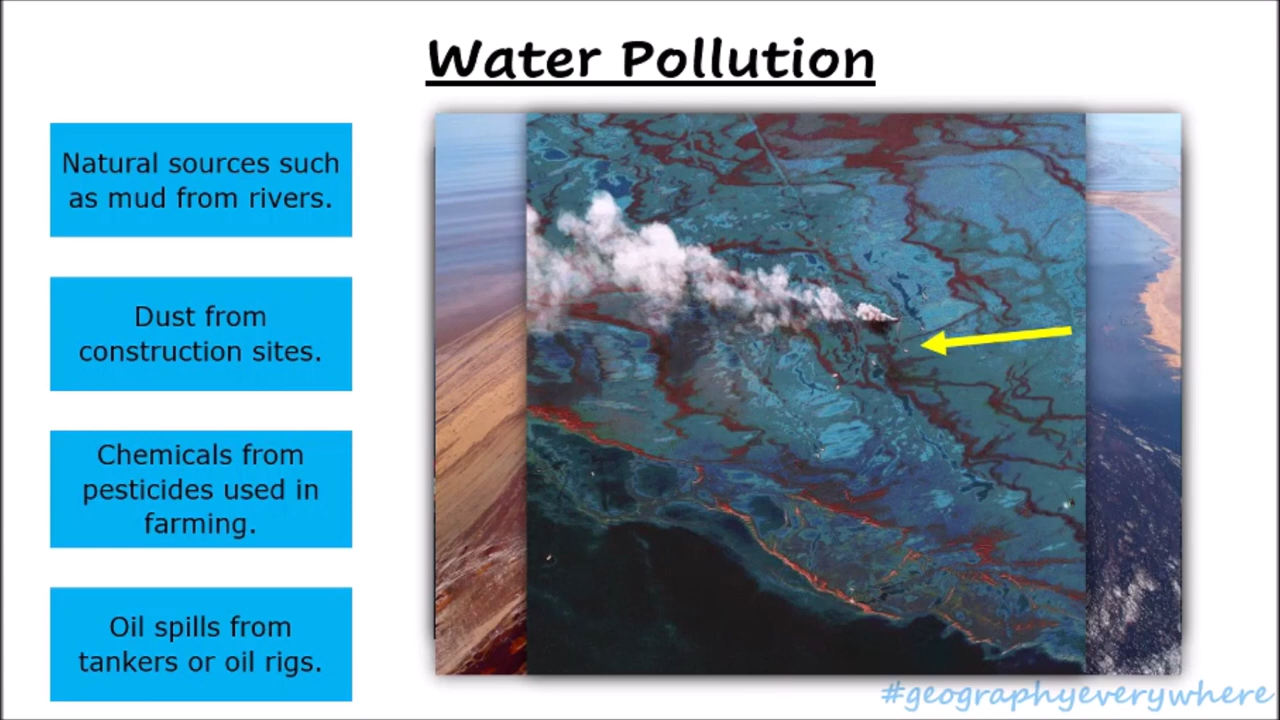 Water Pollution
Natural sources such
as mud from rivers.
Dust from
construction sites.
Chemicals from
pesticides used in
farming.
Oil spills from
tankers or oil rigs.
#geographyeverywhere